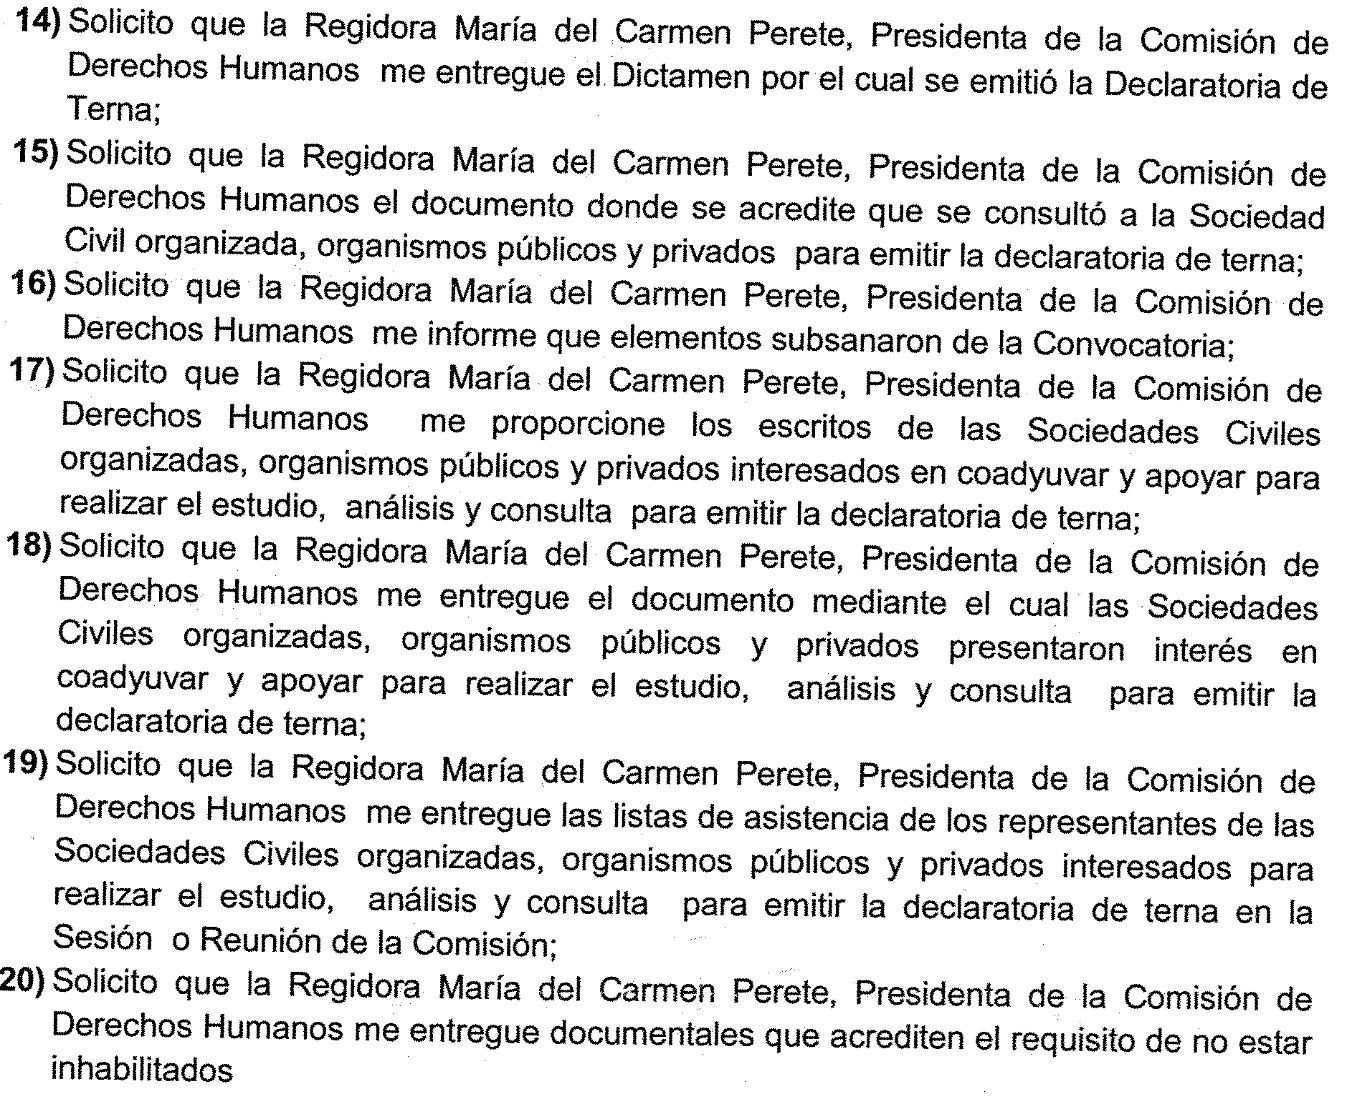 14) Solicito que la Regidora María del Carmen Perete, Presidenta de la Comisión de
Derechos Humanos me entregue el Dictamen por el cual se emitió la Declaratoria de
Terna;
15) Solicito que la Regidora María del Carmen Perete, Presidenta de la Comisión de
Derechos Humanos el documento donde se acredite que se consultó a la Sociedad
Civil organizada, organismos públicos y privados para emitir la declaratoria de terna;
16) Solicito que la Regidora María del Carmen Perete, Presidenta de la Comisión de
Derechos Humanos me informe que elementos subsanaron de la Convocatoria;
17) Solicito que la Regidora María del Carmen Perete, Presidenta de la Comisión de
Derechos Humanos me proporcione los escritos de las Sociedades Civiles
organizadas, organismos públicos y privados interesados en coadyuvar y apoyar para
realizar el estudio, análisis y consulta para emitir la declaratoria de terna;
18) Solicito que la Regidora María del Carmen Perete, Presidenta de la Comisión de
Derechos Humanos me entregue el documento mediante el cual las Sociedades
Civiles organizadas, organismos públicos y privados presentaron interés en
coadyuvar y apoyar para realizar el estudio, análisis y consulta para emitir la
declaratoria de terna;
19) Solicito que la Regidora María del Carmen Perete, Presidenta de la Comisión de
Derechos Humanos me entregue las listas de asistencia de los representantes de las
Sociedades Civiles organizadas, organismos públicos y privados interesados para
realizar el estudio, análisis y consulta para emitir la declaratoria de terna en la
Sesión o Reunión de la Comisión;
20) Solicito que la Regidora María del Carmen Perete, Presidenta de la Comisión de
Derechos Humanos me entregue documentales que acrediten el requisito de no estar
inhabilitados